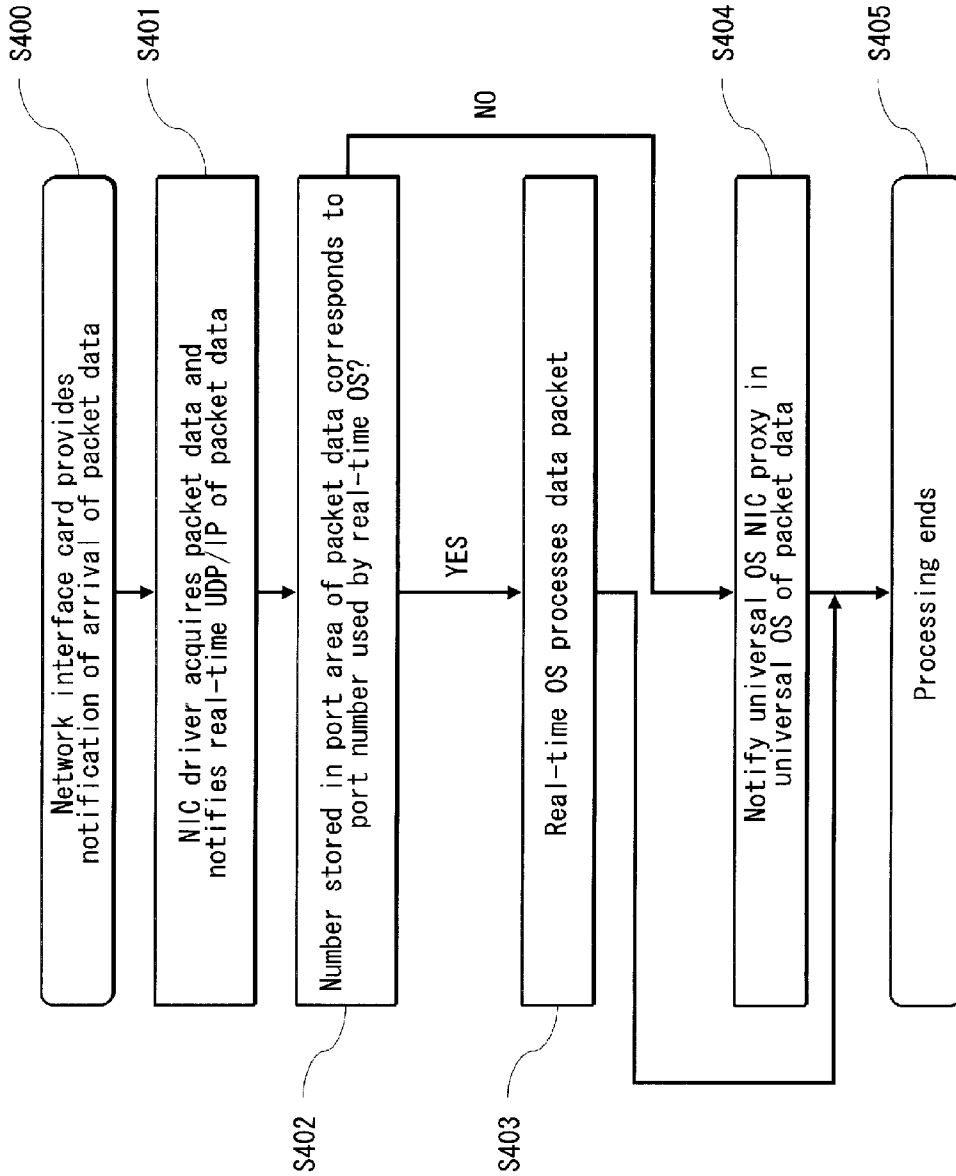 S400
Network interface card provides
notification of arrival of packet data
S401
NIC driver acquires packet data and
notifies real-time UDP/IP of packet data
S402
Number stored in port area of packet data corresponds to
port number used by real-time OS?
NO
YES
S403
Real-time OS processes data packet
S404
Notify universal OS NIC proxy in
universal OS of packet data
S405
Processing ends